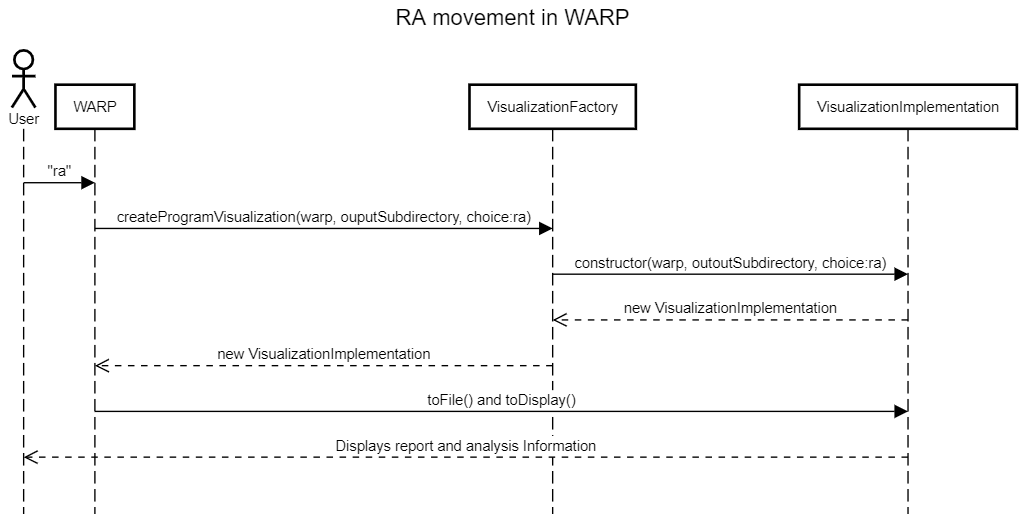 RA movement in WARP
User
WARP
VisualizationFactory
VisualizationImplementation
"ra"
createProgramVisualization(warp, ouputSubdirectory, choice:ra)
constructor(warp, outoutSubdirectory, choice:ra)
new VisualizationImplementation
new VisualizationImplementation
toFile() and toDisplay()
Displays report and analysis Information